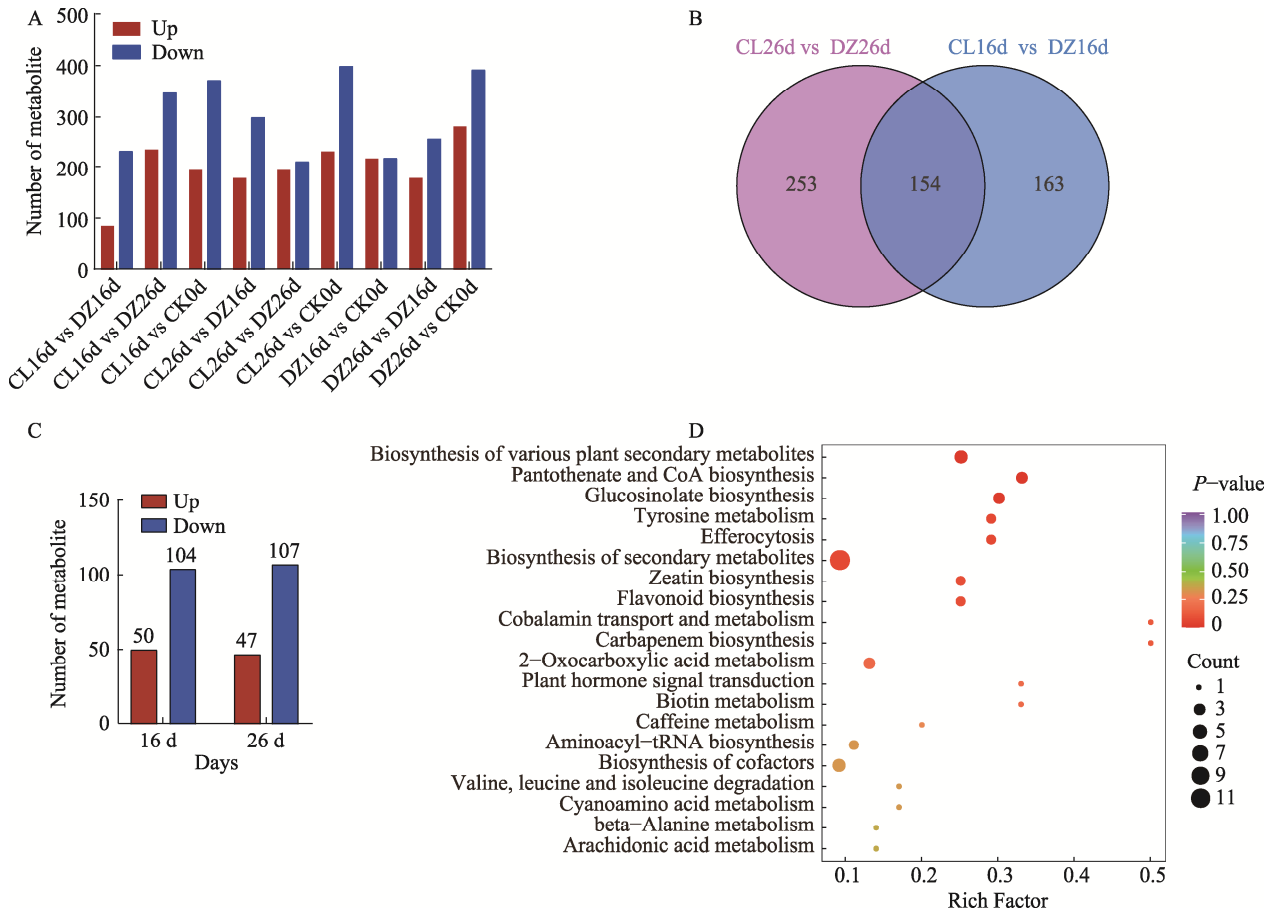 A
500
400
300
200
100
0
Number of metabolite
Up
Down
CL16d vs DZ16d
CL16d vs DZ26d
CL16d vs CK0d
CL26d vs DZ16d
CL26d vs DZ26d
CL26d vs CK0d
DZ16d vs CK0d
DZ26d vs DZ16d
DZ26d vs CK0d
B
CL26d vs DZ26d
CL16d vs DZ16d
253
154
163
C
150
100
50
0
Number of metabolite
Up
Down
50
104
47
107
16 d
26 d
Days
D
Biosynthesis of various plant secondary metabolites
Pantothenate and CoA biosynthesis
Glucosinolate biosynthesis
Tyrosine metabolism
Efferocytosis
Biosynthesis of secondary metabolites
Zeatin biosynthesis
Flavonoid biosynthesis
Cobalamin transport and metabolism
Carbapenem biosynthesis
2−Oxocarboxylic acid metabolism
Plant hormone signal transduction
Biotin metabolism
Caffeine metabolism
Aminoacyl−tRNA biosynthesis
Biosynthesis of cofactors
Valine, leucine and isoleucine degradation
Cyanoamino acid metabolism
beta−Alanine metabolism
Arachidonic acid metabolism
0.1
0.2
0.3
0.4
0.5
Rich Factor
P−value
1.00
0.75
0.50
0.25
0
Count
1
3
5
7
9
11